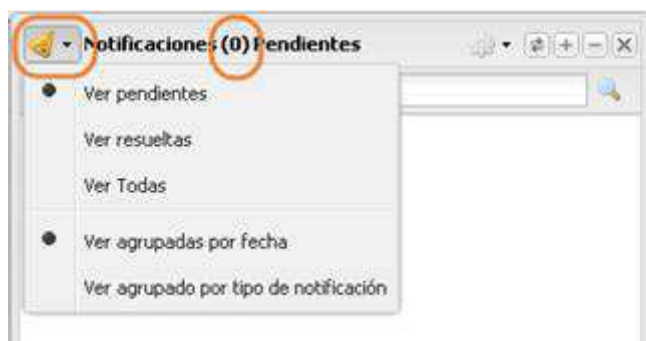 Notificaciones (0) Pendientes
Ver pendientes
Ver resueltas
Ver Todas
Ver agrupadas por fecha
Ver agrupado por tipo de notificación